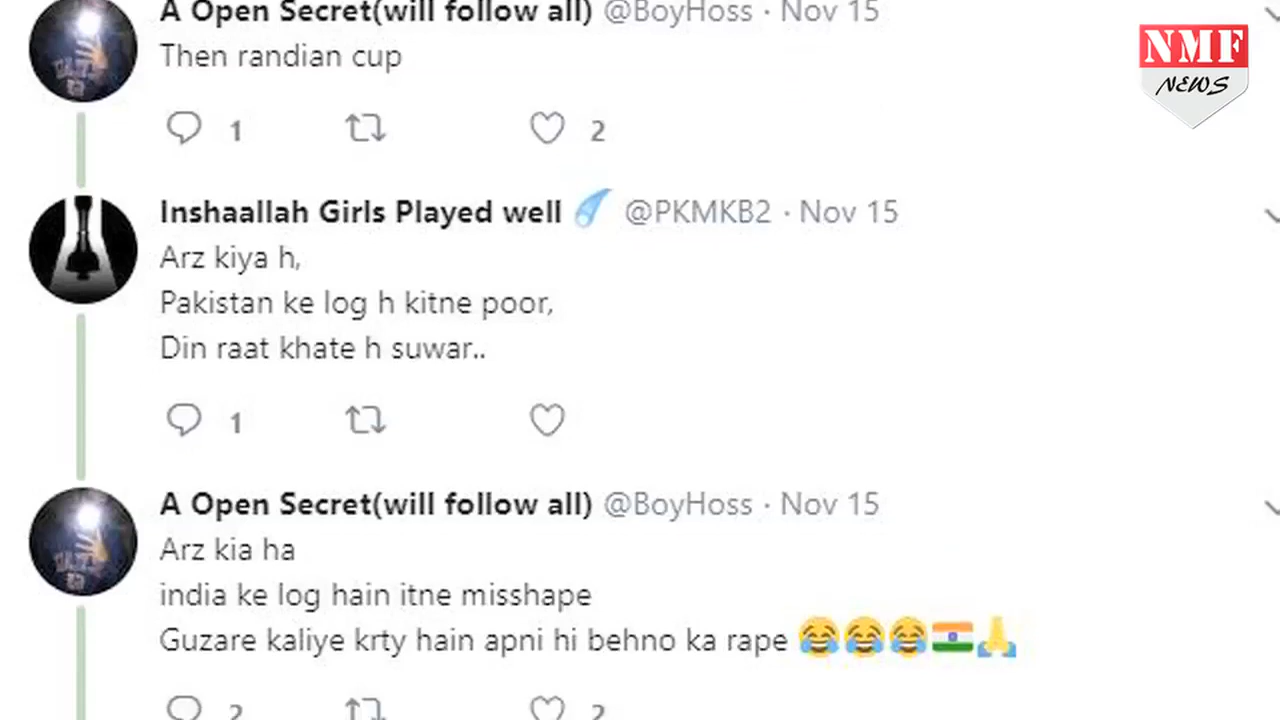 A Open Secret(will follow all) @BoyHoss · Nov 15
Then randian cup
1 2
Inshaallah Girls Played well @PKMKB2 · Nov 15
Arz kiya h,
Pakistan ke log h kitne poor,
Din raat khate h suwar..
1
A Open Secret(will follow all) @BoyHoss · Nov 15
Arz kia ha
india ke log hain itne misshape
Guzare kaliye krty hain apni hi behno ka rape 😂😂😂🇮🇳🙏
2 2
NMF
NEWS